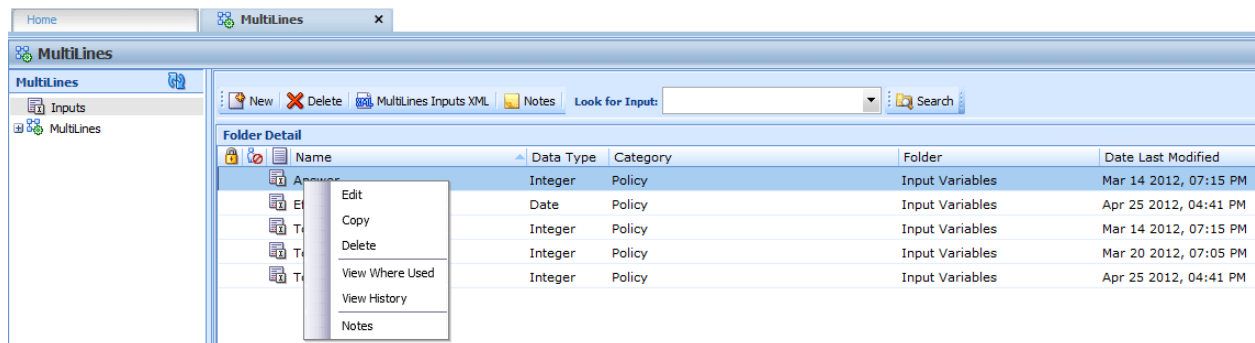 Home MultiLines x
MultiLines
MultiLines
Inputs
MultiLines
New Delete MultiLines Inputs XML Notes Look for Input: Search
Folder Detail
Name Data Type Category Folder Date Last Modified
Answer Integer Policy Input Variables Mar 14 2012, 07:15 PM
Date Policy Input Variables Apr 25 2012, 04:41 PM
Integer Policy Input Variables Mar 14 2012, 07:15 PM
Integer Policy Input Variables Mar 20 2012, 07:05 PM
Integer Policy Input Variables Apr 25 2012, 04:41 PM
Edit
Copy
Delete
View Where Used
View History
Notes